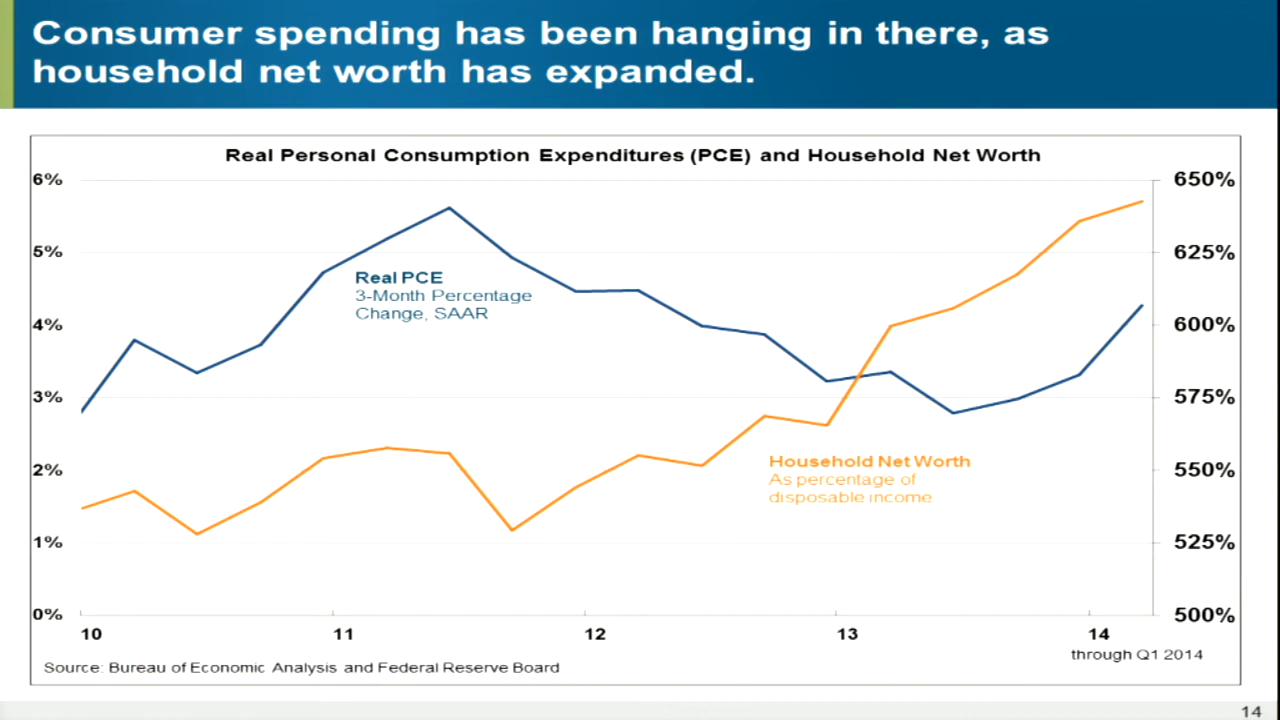 Consumer spending has been hanging in there, as
household net worth has expanded.
Real Personal Consumption Expenditures (PCE) and Household Net Worth
6%
5%
4%
3%
2%
1%
0%
650%
625%
600%
575%
550%
525%
500%
Real PCE
3-Month Percentage
Change, SAAR
Household Net Worth
As percentage of
disposable income
10 11 12 13 14
through Q1 2014
Source: Bureau of Economic Analysis and Federal Reserve Board
14